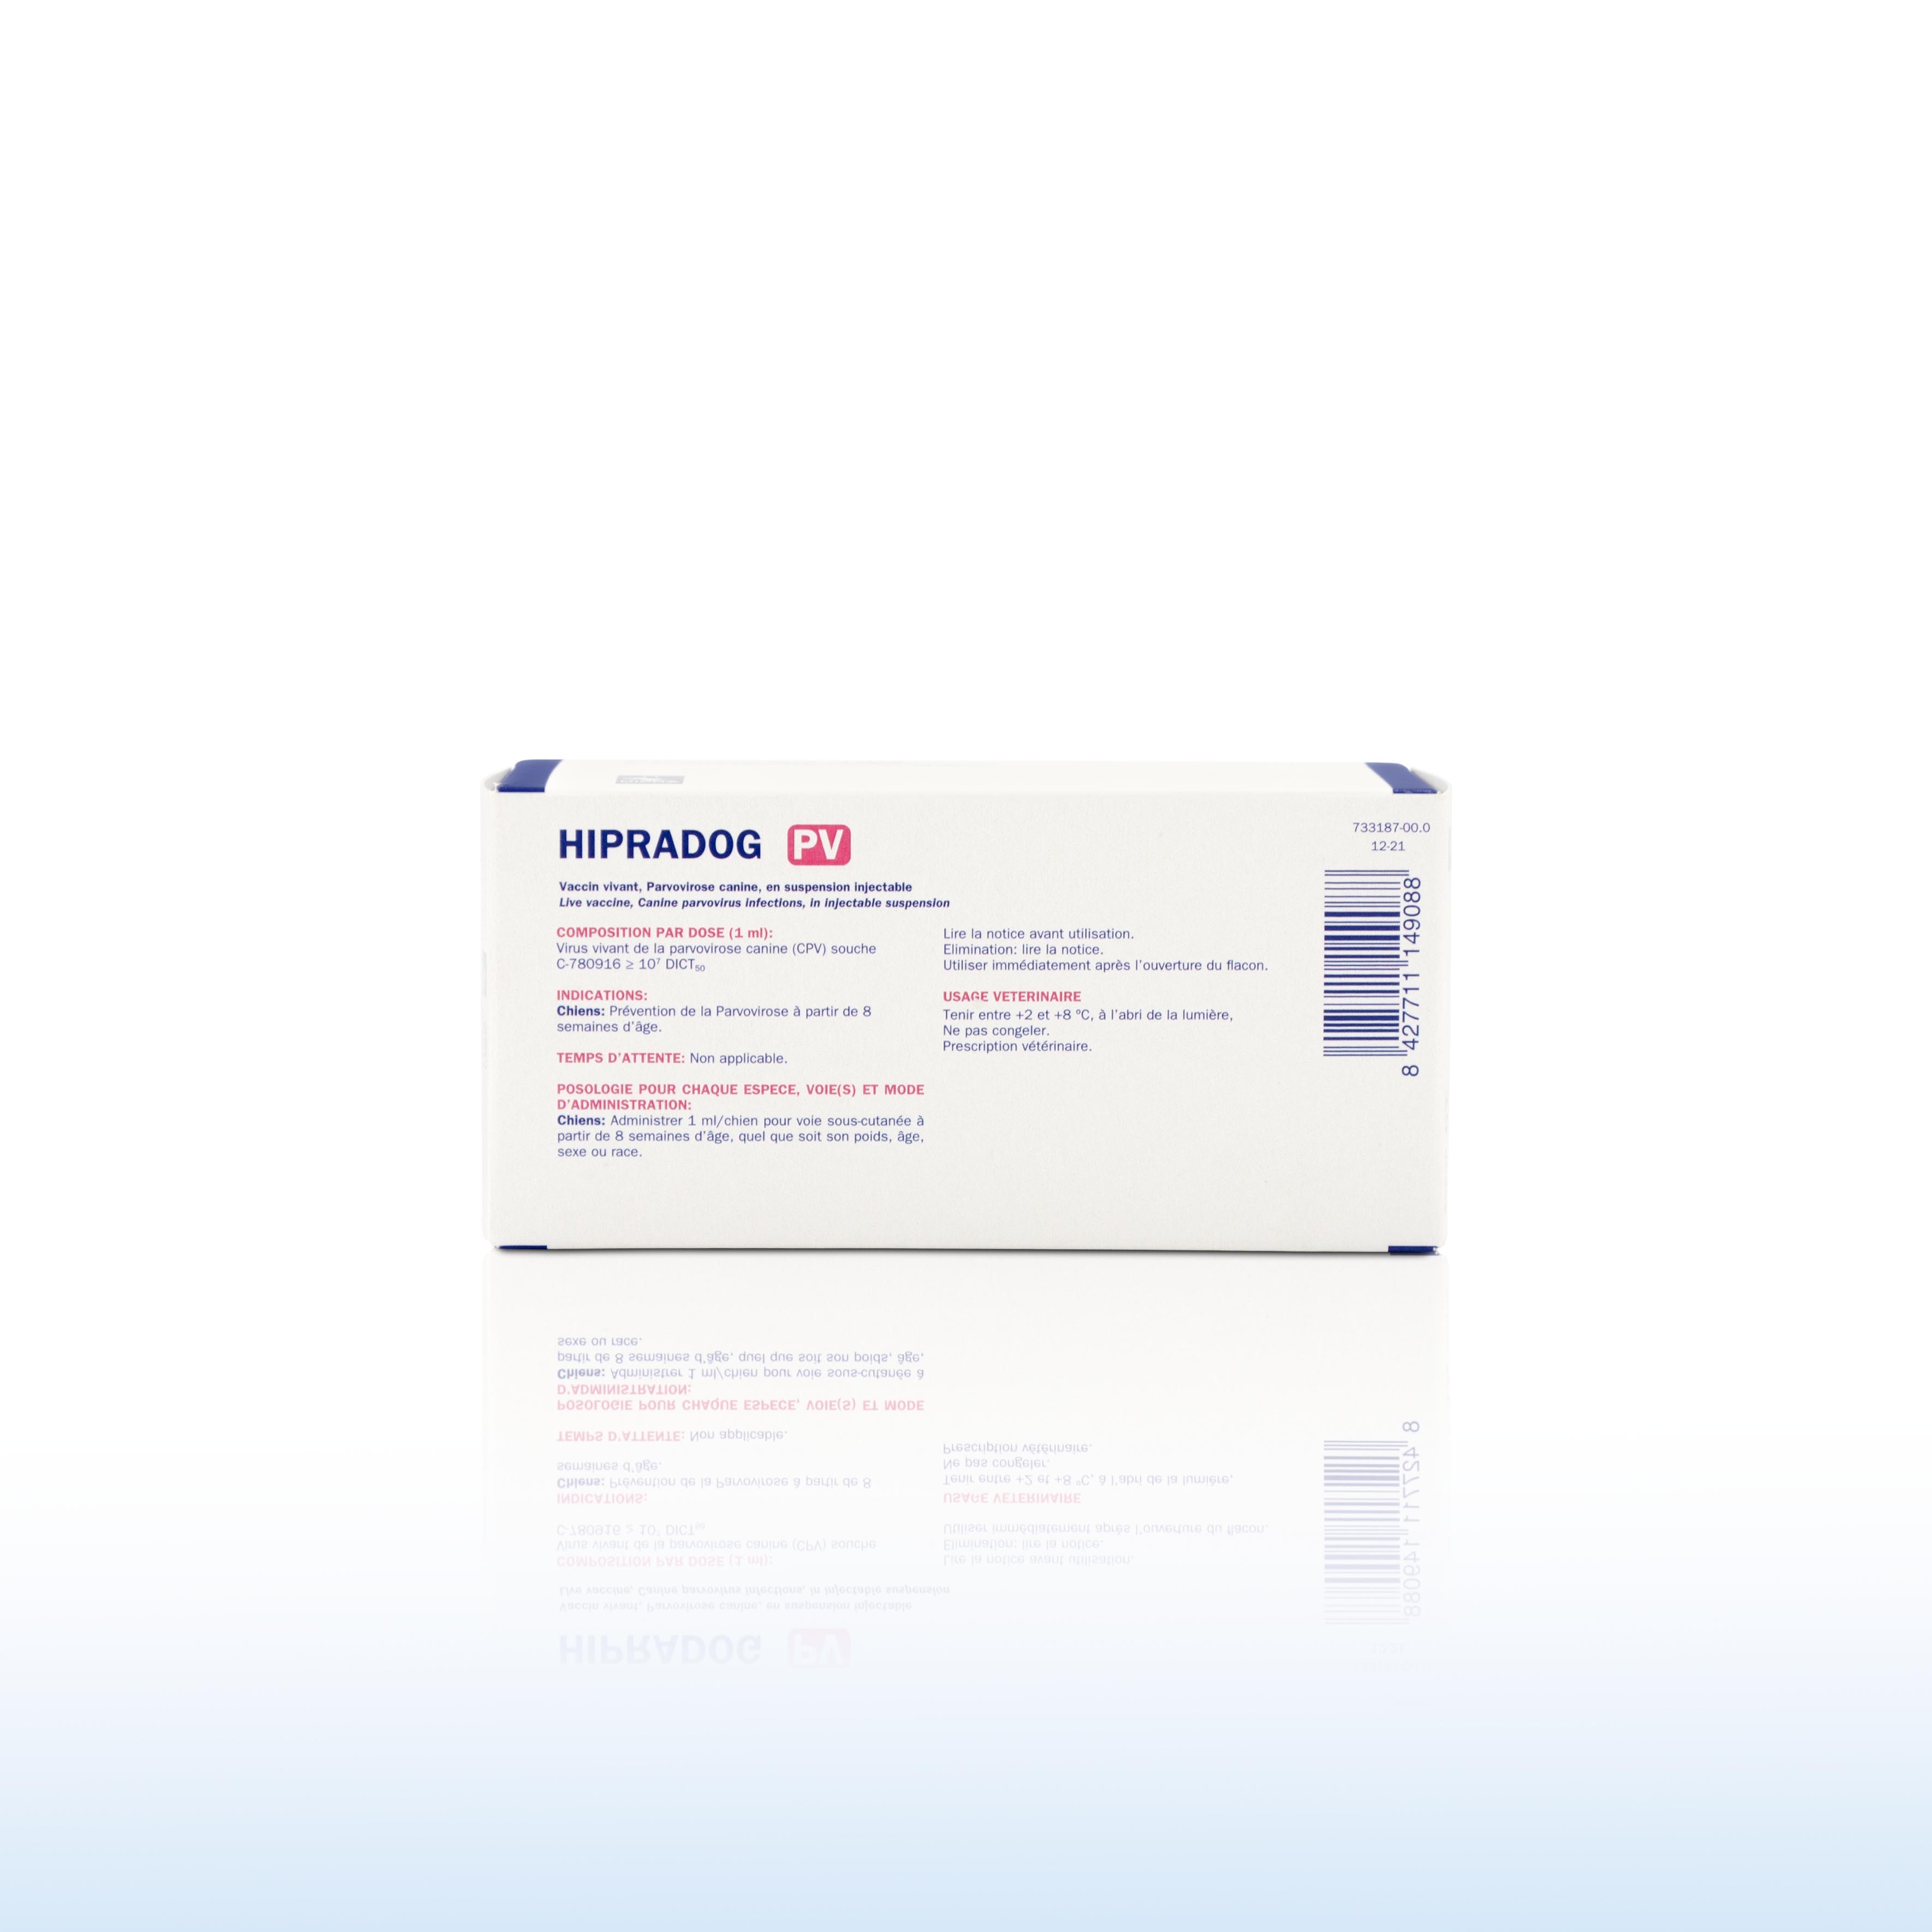 HIPRADOG PV
Vaccin vivant, Parvovirose canine, en suspension injectable
Live vaccine, Canine parvovirus infections, in injectable suspension
COMPOSITION PAR DOSE (1 ml):
Virus vivant de la parvovirose canine (CPV) souche
C-780916 ≥ 10⁷ DICT₅₀
INDICATIONS:
Chiens: Prévention de la Parvovirose à partir de 8
semaines d'âge.
TEMPS D'ATTENTE: Non applicable.
POSOLOGIE POUR CHAQUE ESPECE, VOIE(S) ET MODE
D'ADMINISTRATION:
Chiens: Administrer 1 ml/chien pour voie sous-cutanée à
partir de 8 semaines d'âge, quel que soit son poids, âge,
sexe ou race.
Lire la notice avant utilisation.
Elimination: lire la notice.
Utiliser immédiatement après l'ouverture du flacon.
USAGE VETERINAIRE
Tenir entre +2 et +8 ºC, à l'abri de la lumière,
Ne pas congeler.
Prescription vétérinaire.
733187-00.0
12-21
8 427711 149088